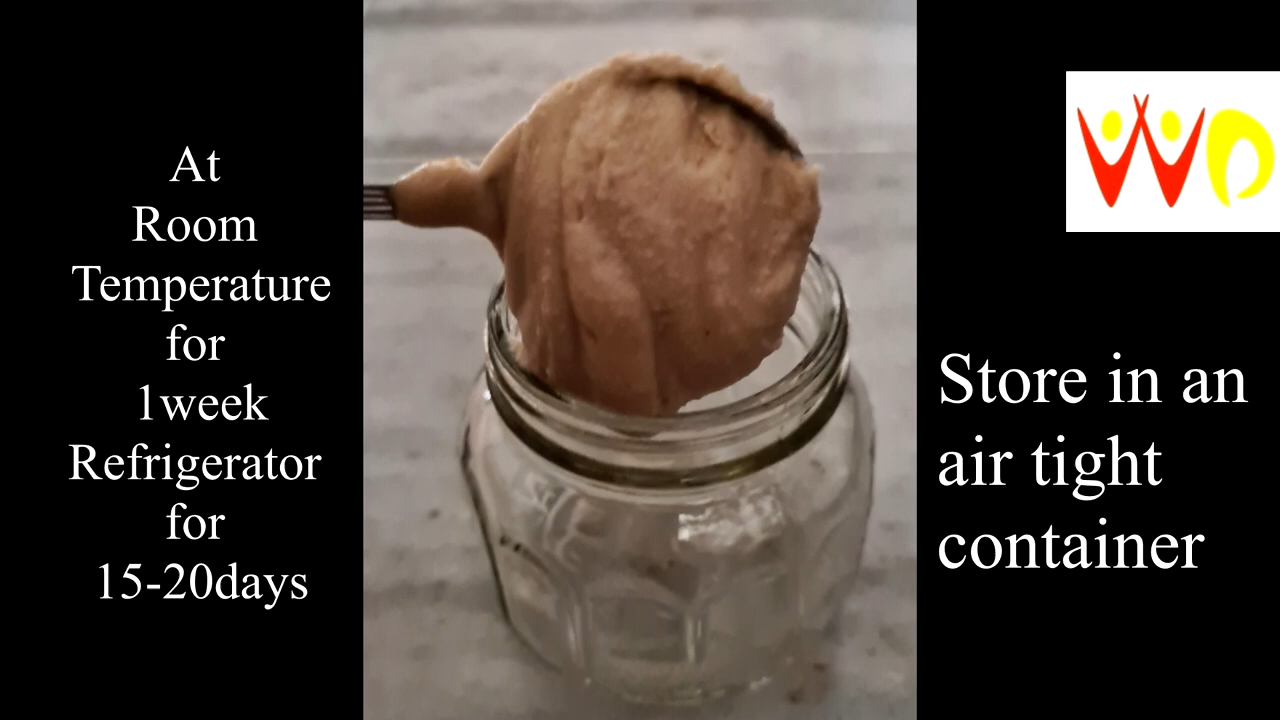 At
Room
Temperature
for
1week
Refrigerator
for
15-20days
Store in an
air tight
container